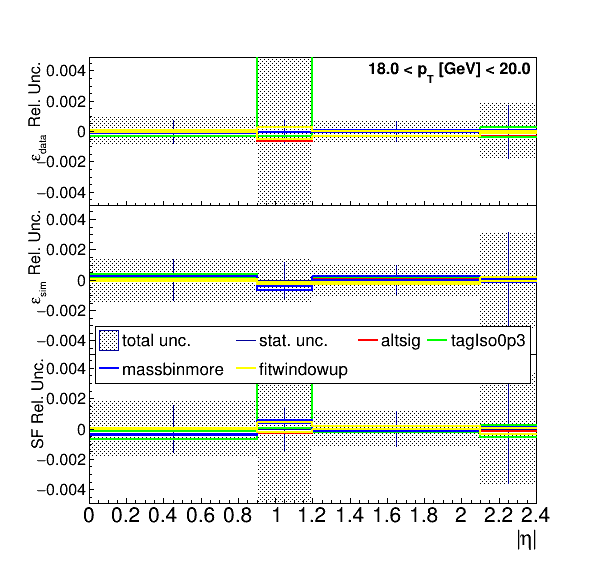 18.0 < p_T [GeV] < 20.0
ε_data Rel. Unc.
0.004
0.002
0
−0.002
−0.004
ε_sim Rel. Unc.
0.004
0.002
0
−0.002
−0.004
total unc. stat. unc. altsig tagIso0p3
massbinmore fitwindowup
SF Rel. Unc.
0.004
0.002
0
−0.002
−0.004
0 0.2 0.4 0.6 0.8 1 1.2 1.4 1.6 1.8 2 2.2 2.4
|η|